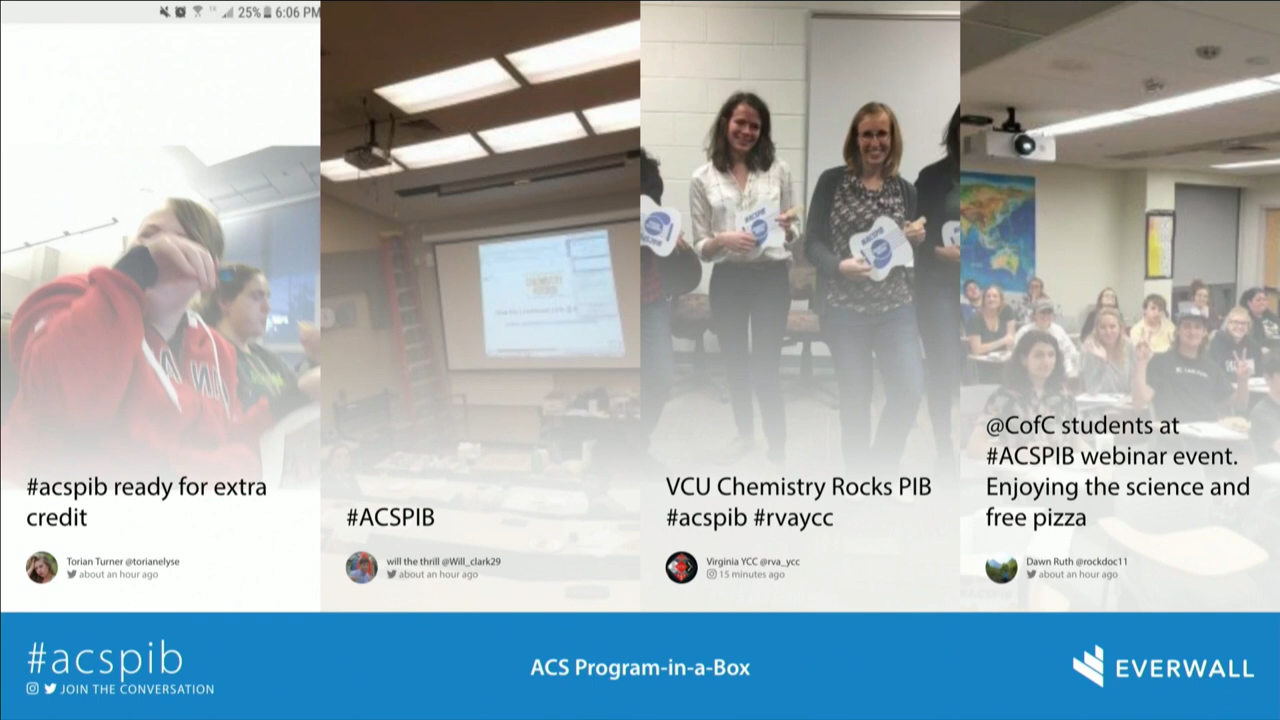 25% 6:06 PM
#acspib ready for extra
credit
Torian Turner @torianelyse
about an hour ago
#ACSPIB
will the thrill @Will_clark29
about an hour ago
VCU Chemistry Rocks PIB
#acspib #rvaycc
Virginia YCC @rva_ycc
15 minutes ago
@CofC students at
#ACSPIB webinar event.
Enjoying the science and
free pizza
Dawn Ruth @rockdoc11
about an hour ago
#acspib
JOIN THE CONVERSATION
ACS Program-in-a-Box
EVERWALL